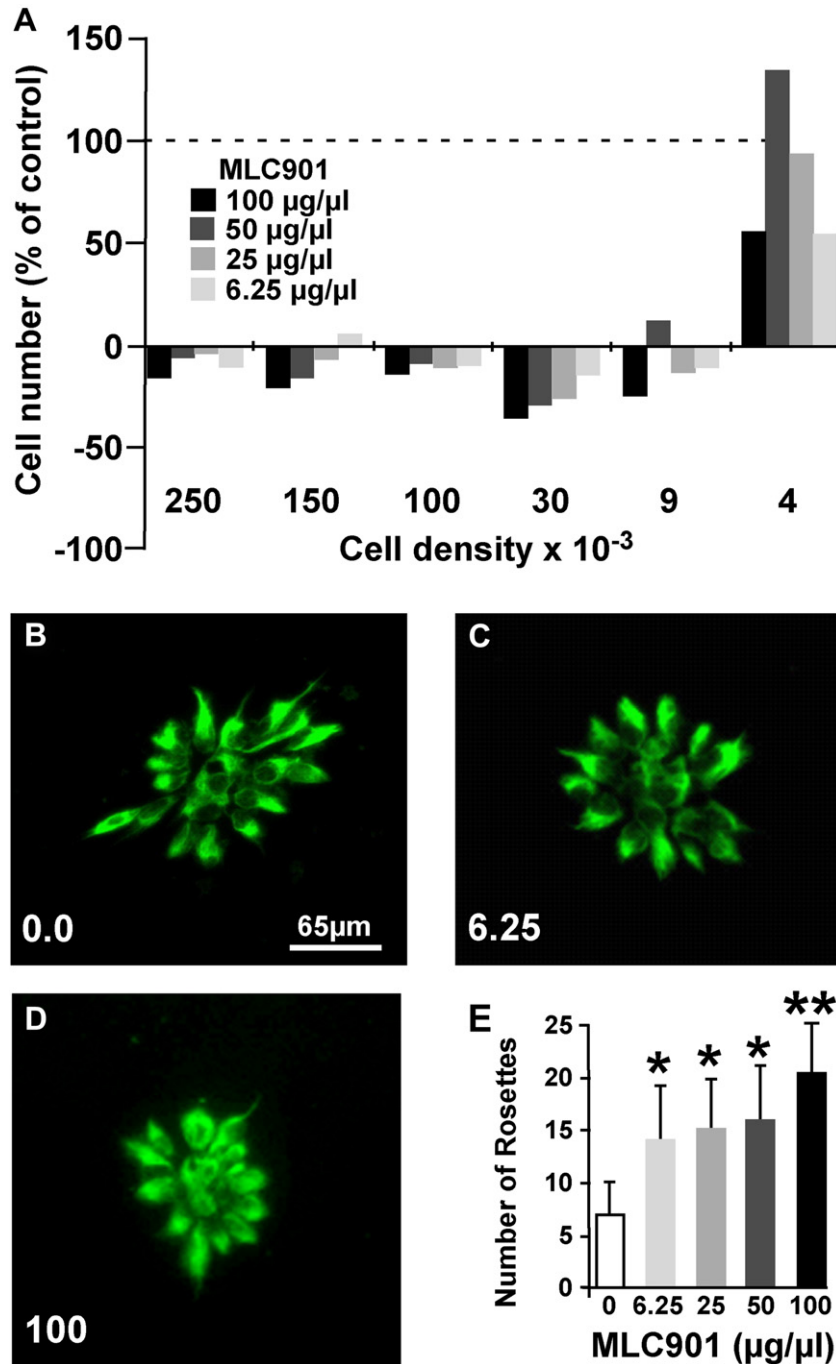 A
Cell number (% of control)
150
100
50
0
-50
-100
MLC901
100 µg/µl
50 µg/µl
25 µg/µl
6.25 µg/µl
250 150 100 30 9 4
Cell density x 10-3
B
0.0
65µm
C
6.25
D
100
E
Number of Rosettes
25
20
15
10
5
0
* * * **
0 6.25 25 50 100
MLC901 (µg/µl)